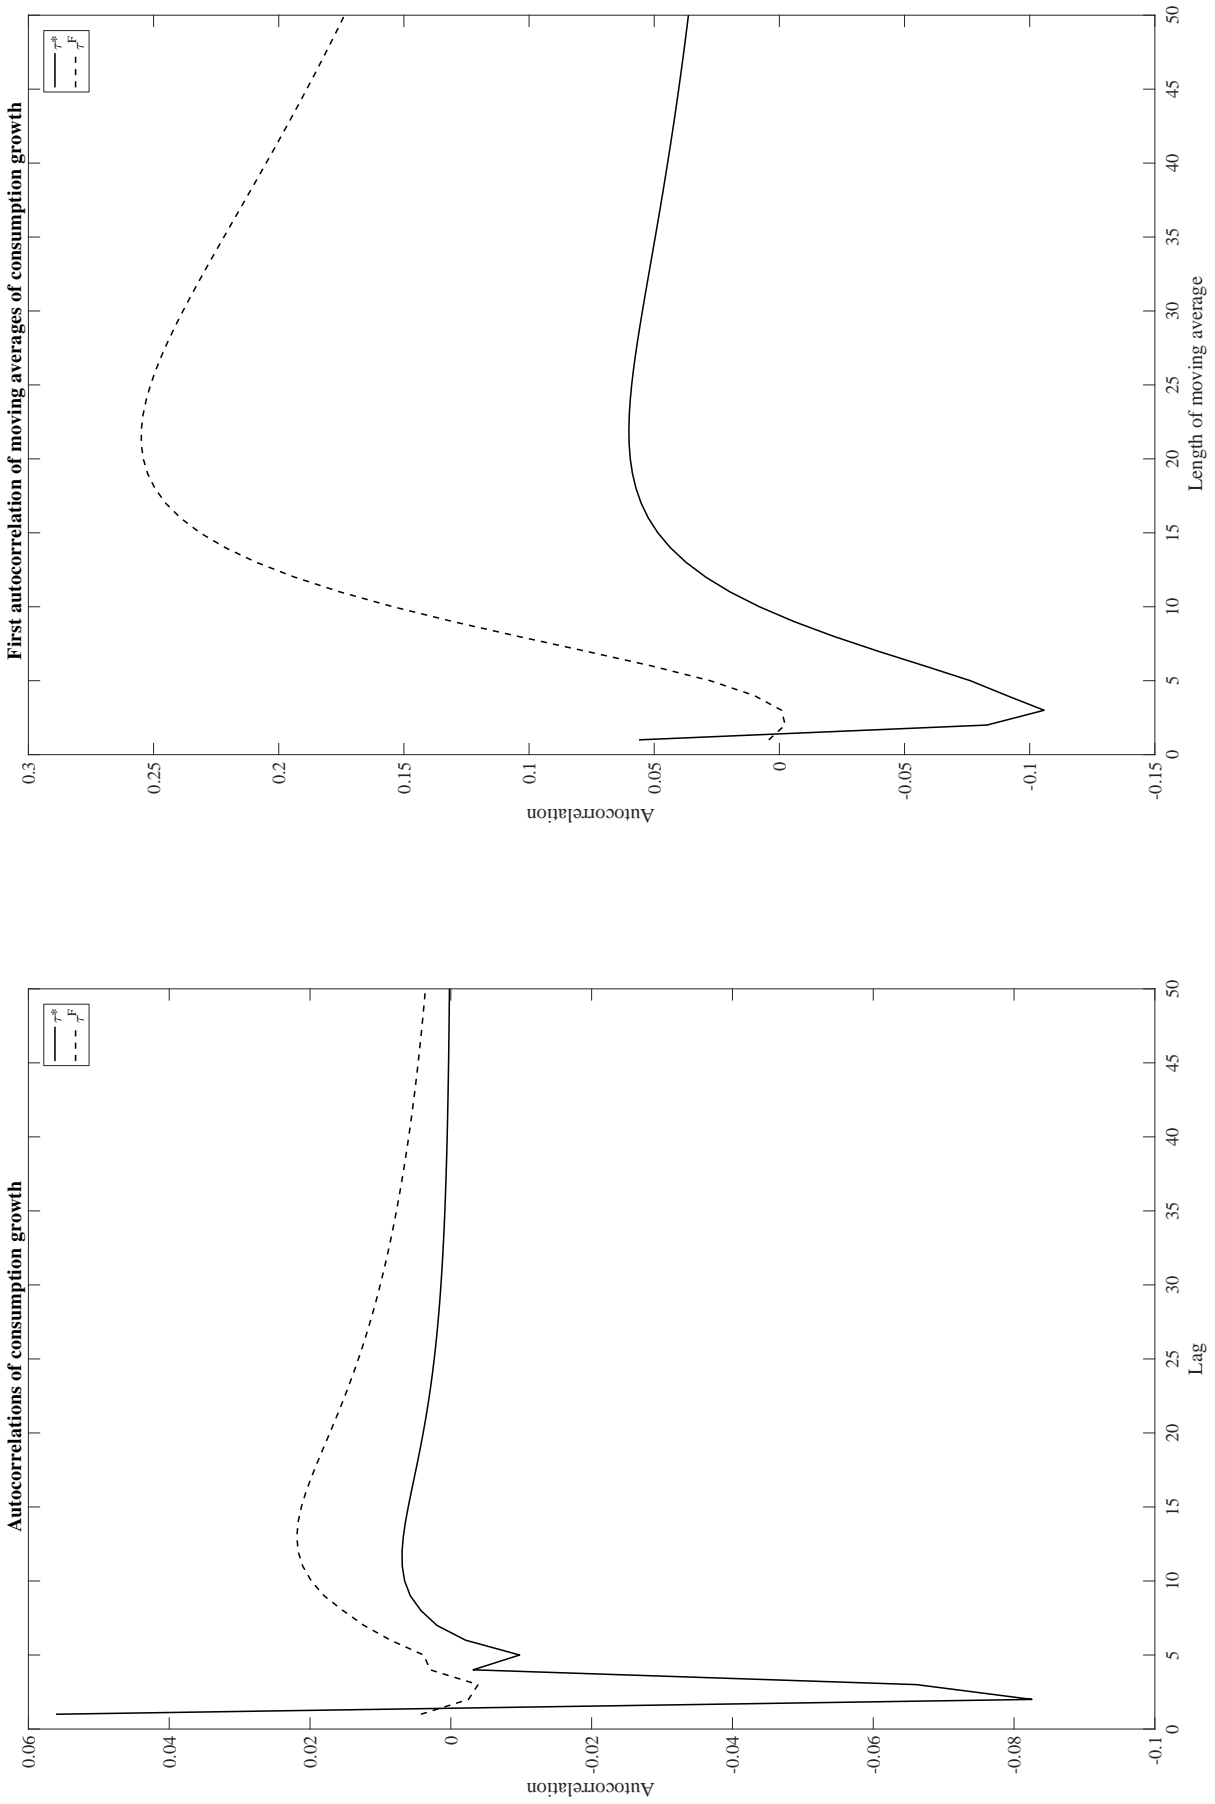 Autocorrelations of consumption growth
τ*
τ^F
Autocorrelation
0.06
0.04
0.02
0
-0.02
-0.04
-0.06
-0.08
-0.1
0 5 10 15 20 25 30 35 40 45 50
Lag
First autocorrelation of moving averages of consumption growth
τ*
τ^F
Autocorrelation
0.3
0.25
0.2
0.15
0.1
0.05
0
-0.05
-0.1
-0.15
0 5 10 15 20 25 30 35 40 45 50
Length of moving average